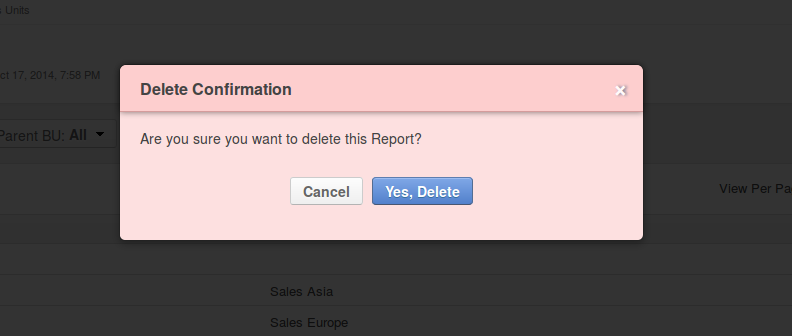 s Units
ct 17, 2014, 7:58 PM
Delete Confirmation
×
Parent BU: All
Are you sure you want to delete this Report?
Cancel
Yes, Delete
View Per Pa
Sales Asia
Sales Europe